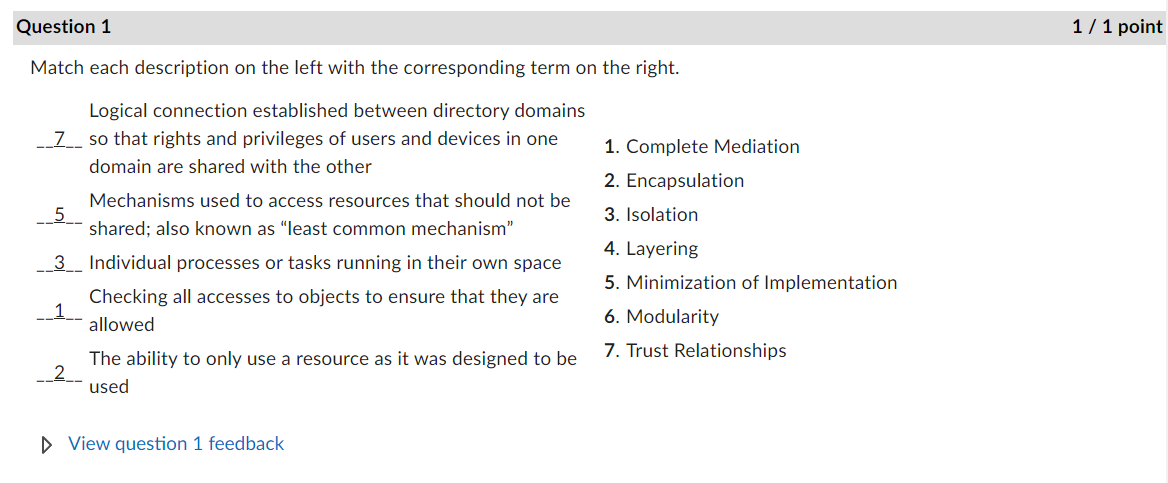 Question 1
1 / 1 point
Match each description on the left with the corresponding term on the right.
Logical connection established between directory domains
__7__ so that rights and privileges of users and devices in one
domain are shared with the other
Mechanisms used to access resources that should not be
__5__ shared; also known as “least common mechanism”
__3__ Individual processes or tasks running in their own space
Checking all accesses to objects to ensure that they are
__1__ allowed
The ability to only use a resource as it was designed to be
__2__ used
1. Complete Mediation
2. Encapsulation
3. Isolation
4. Layering
5. Minimization of Implementation
6. Modularity
7. Trust Relationships
View question 1 feedback